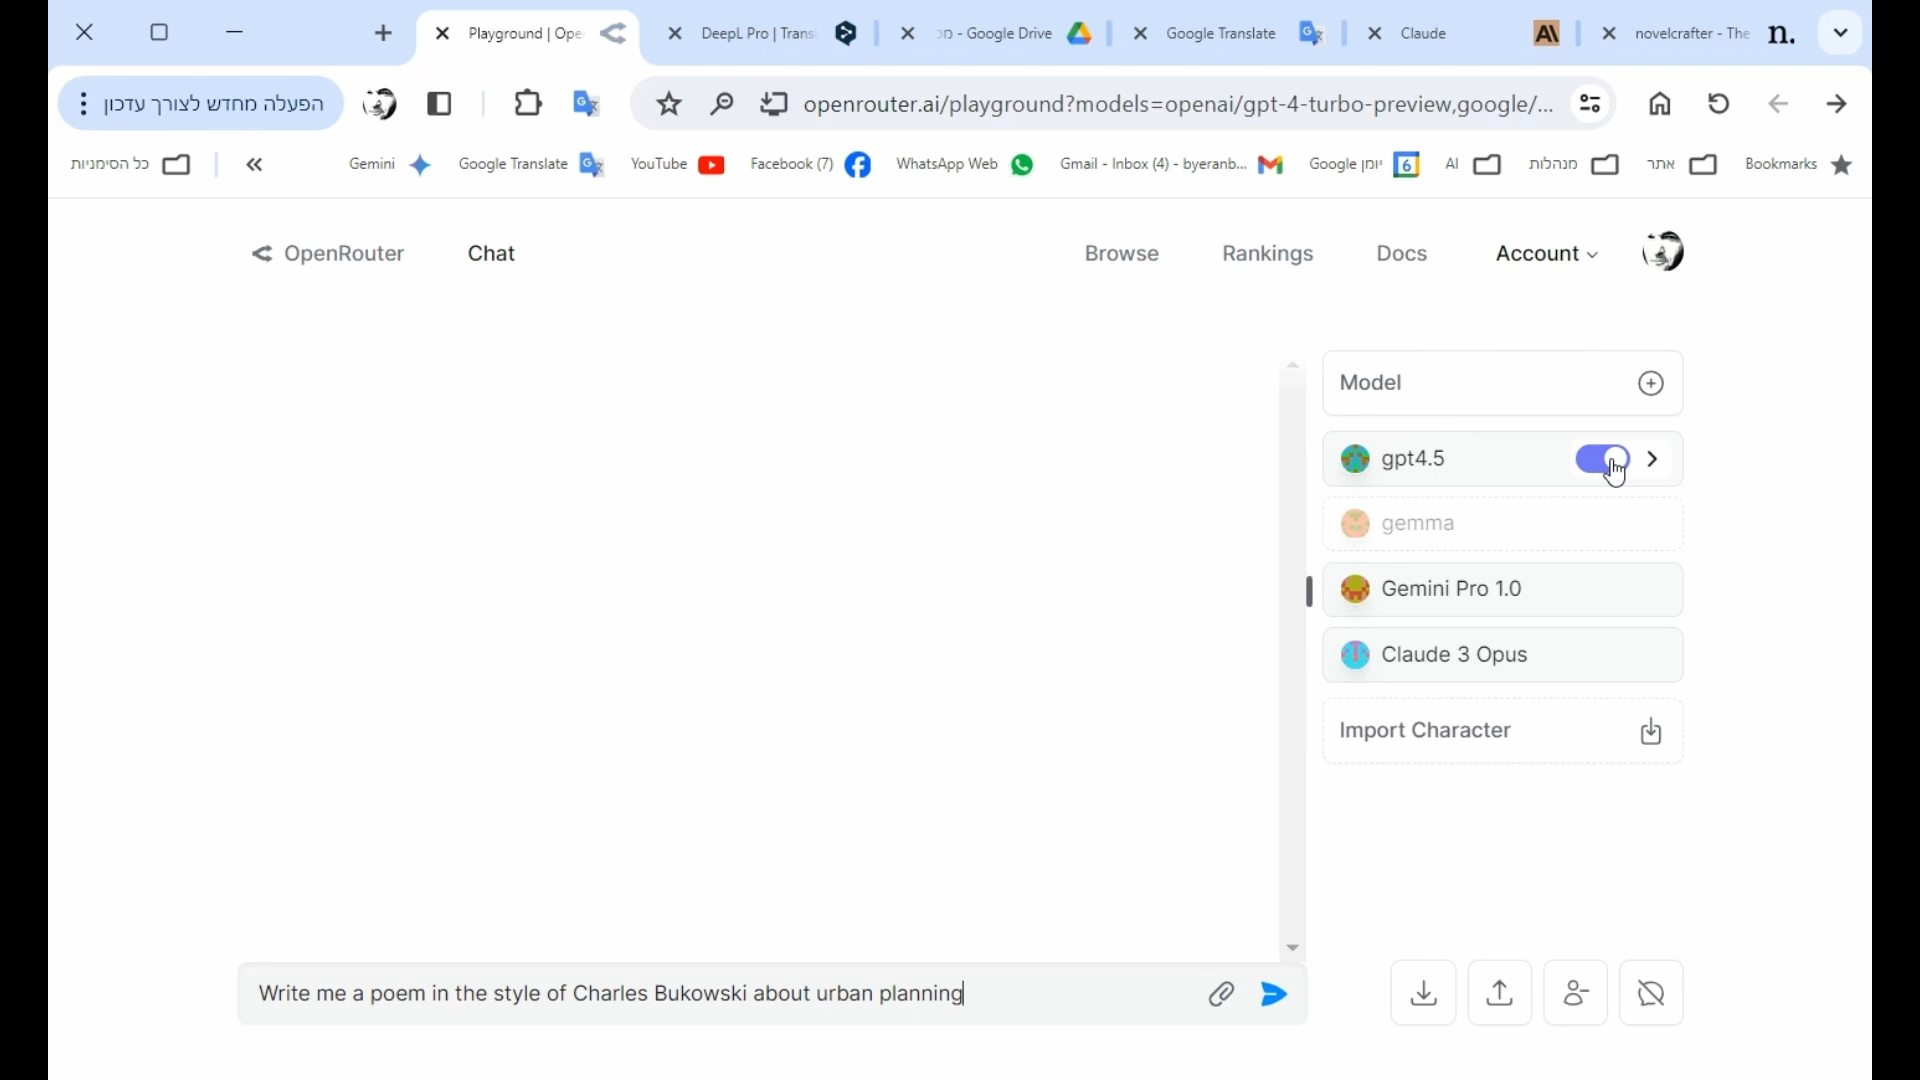 Playground | Ope
DeepL Pro | Trans
Google Drive -
Google Translate
Claude
novelcrafter - The
n.
הפעלה מחדש לצורך עדכון
openrouter.ai/playground?models=openai/gpt-4-turbo-preview,google/...
כל הסימניות
Gemini
Google Translate
YouTube
Facebook (7)
WhatsApp Web
Gmail - Inbox (4) - byeranb...
יומן Google
6
AI
מנהלות
אתר
Bookmarks
OpenRouter
Chat
Browse
Rankings
Docs
Account
Model
gpt4.5
gemma
Gemini Pro 1.0
Claude 3 Opus
Import Character
Write me a poem in the style of Charles Bukowski about urban planning